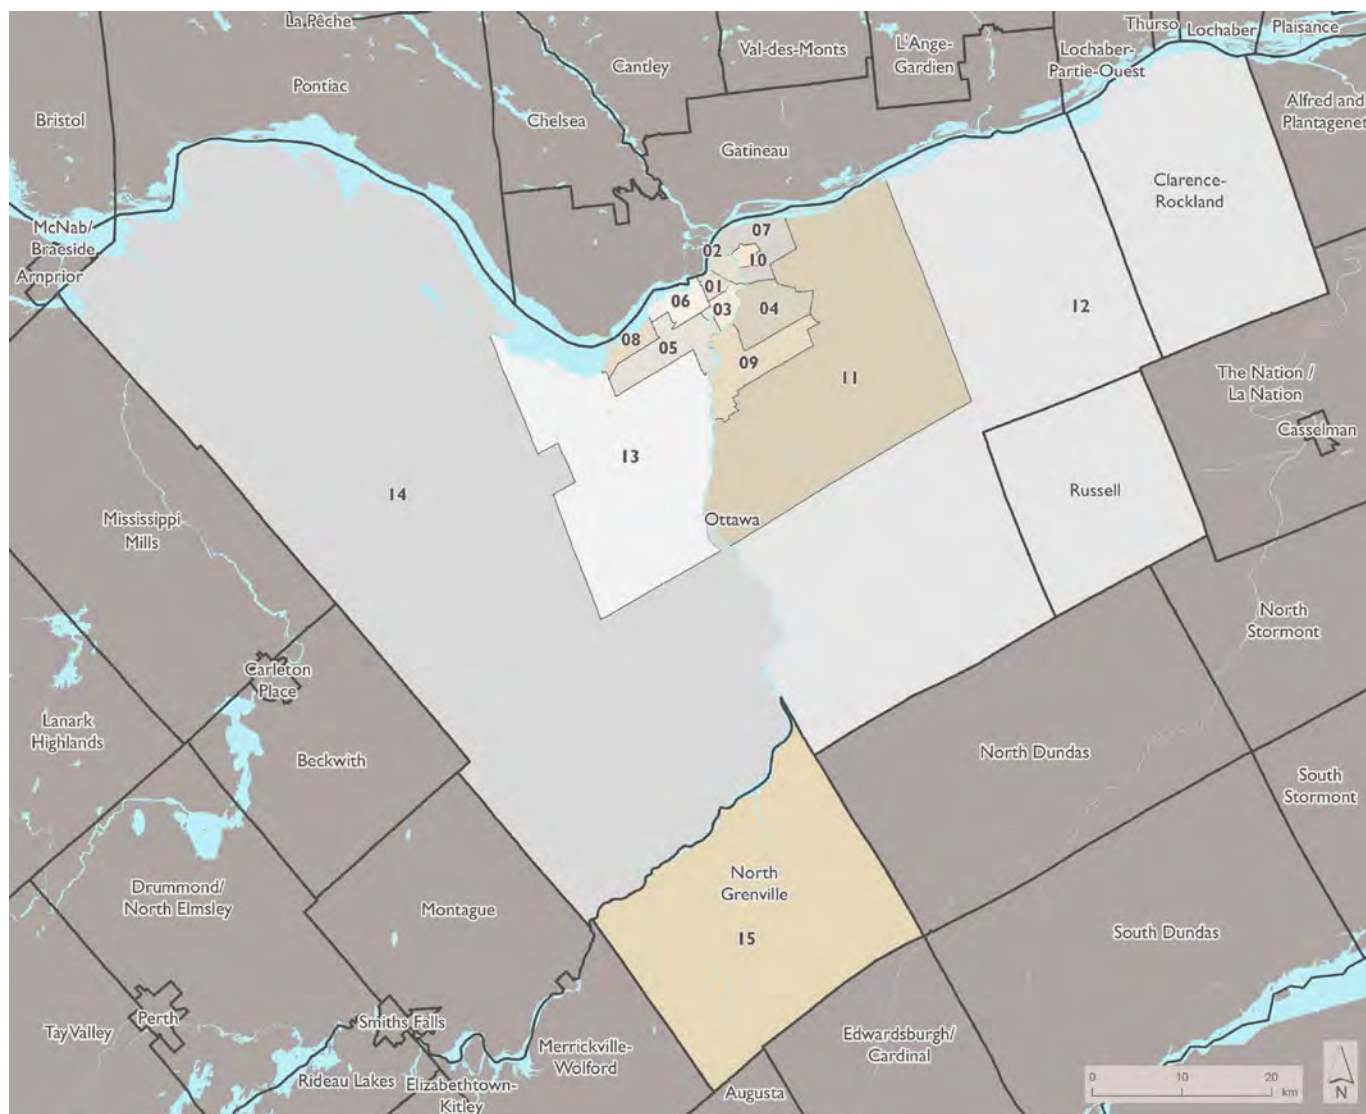 La Pêche
Thurso
Lochaber
Plaisance
Val-des-Monts
L'Ange-
Gardien
Lochaber-
Partie-Ouest
Cantley
Pontiac
Alfred and
Plantagenet
Bristol
Chelsea
Gatineau
Clarence-
Rockland
McNab/
Braeside
Arnprior
07
02
10
01
06
03
04
12
08
05
09
11
The Nation /
La Nation
Casselman
13
14
Russell
Ottawa
Mississippi
Mills
North
Stormont
Carleton
Place
Lanark
Highlands
Beckwith
North Dundas
South
Stormont
Drummond/
North Elmsley
Montague
North
Grenville
15
South Dundas
Tay Valley
Perth
Smiths Falls
Merrickville-
Wolford
Edwardsburgh/
Cardinal
Rideau Lakes
Elizabethtown-
Kitley
Augusta
0 10 20
km
N